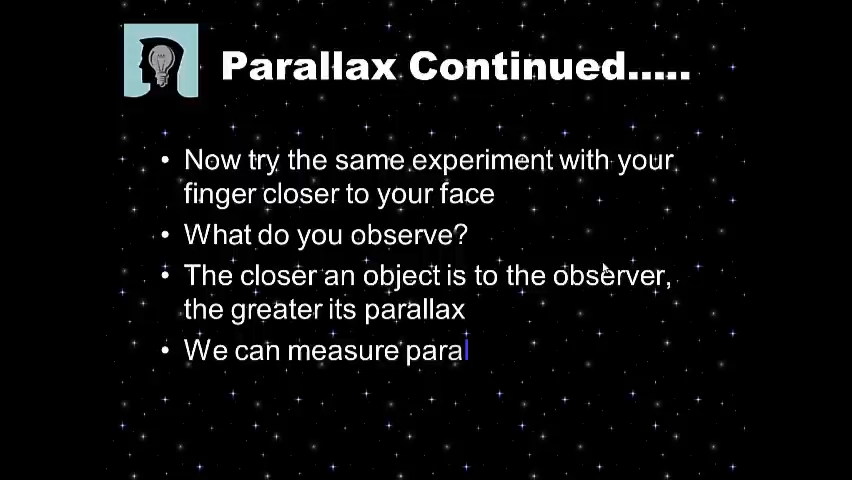 Parallax Continued.....
• Now try the same experiment with your
finger closer to your face
• What do you observe?
• The closer an object is to the observer,
the greater its parallax
• We can measure paral